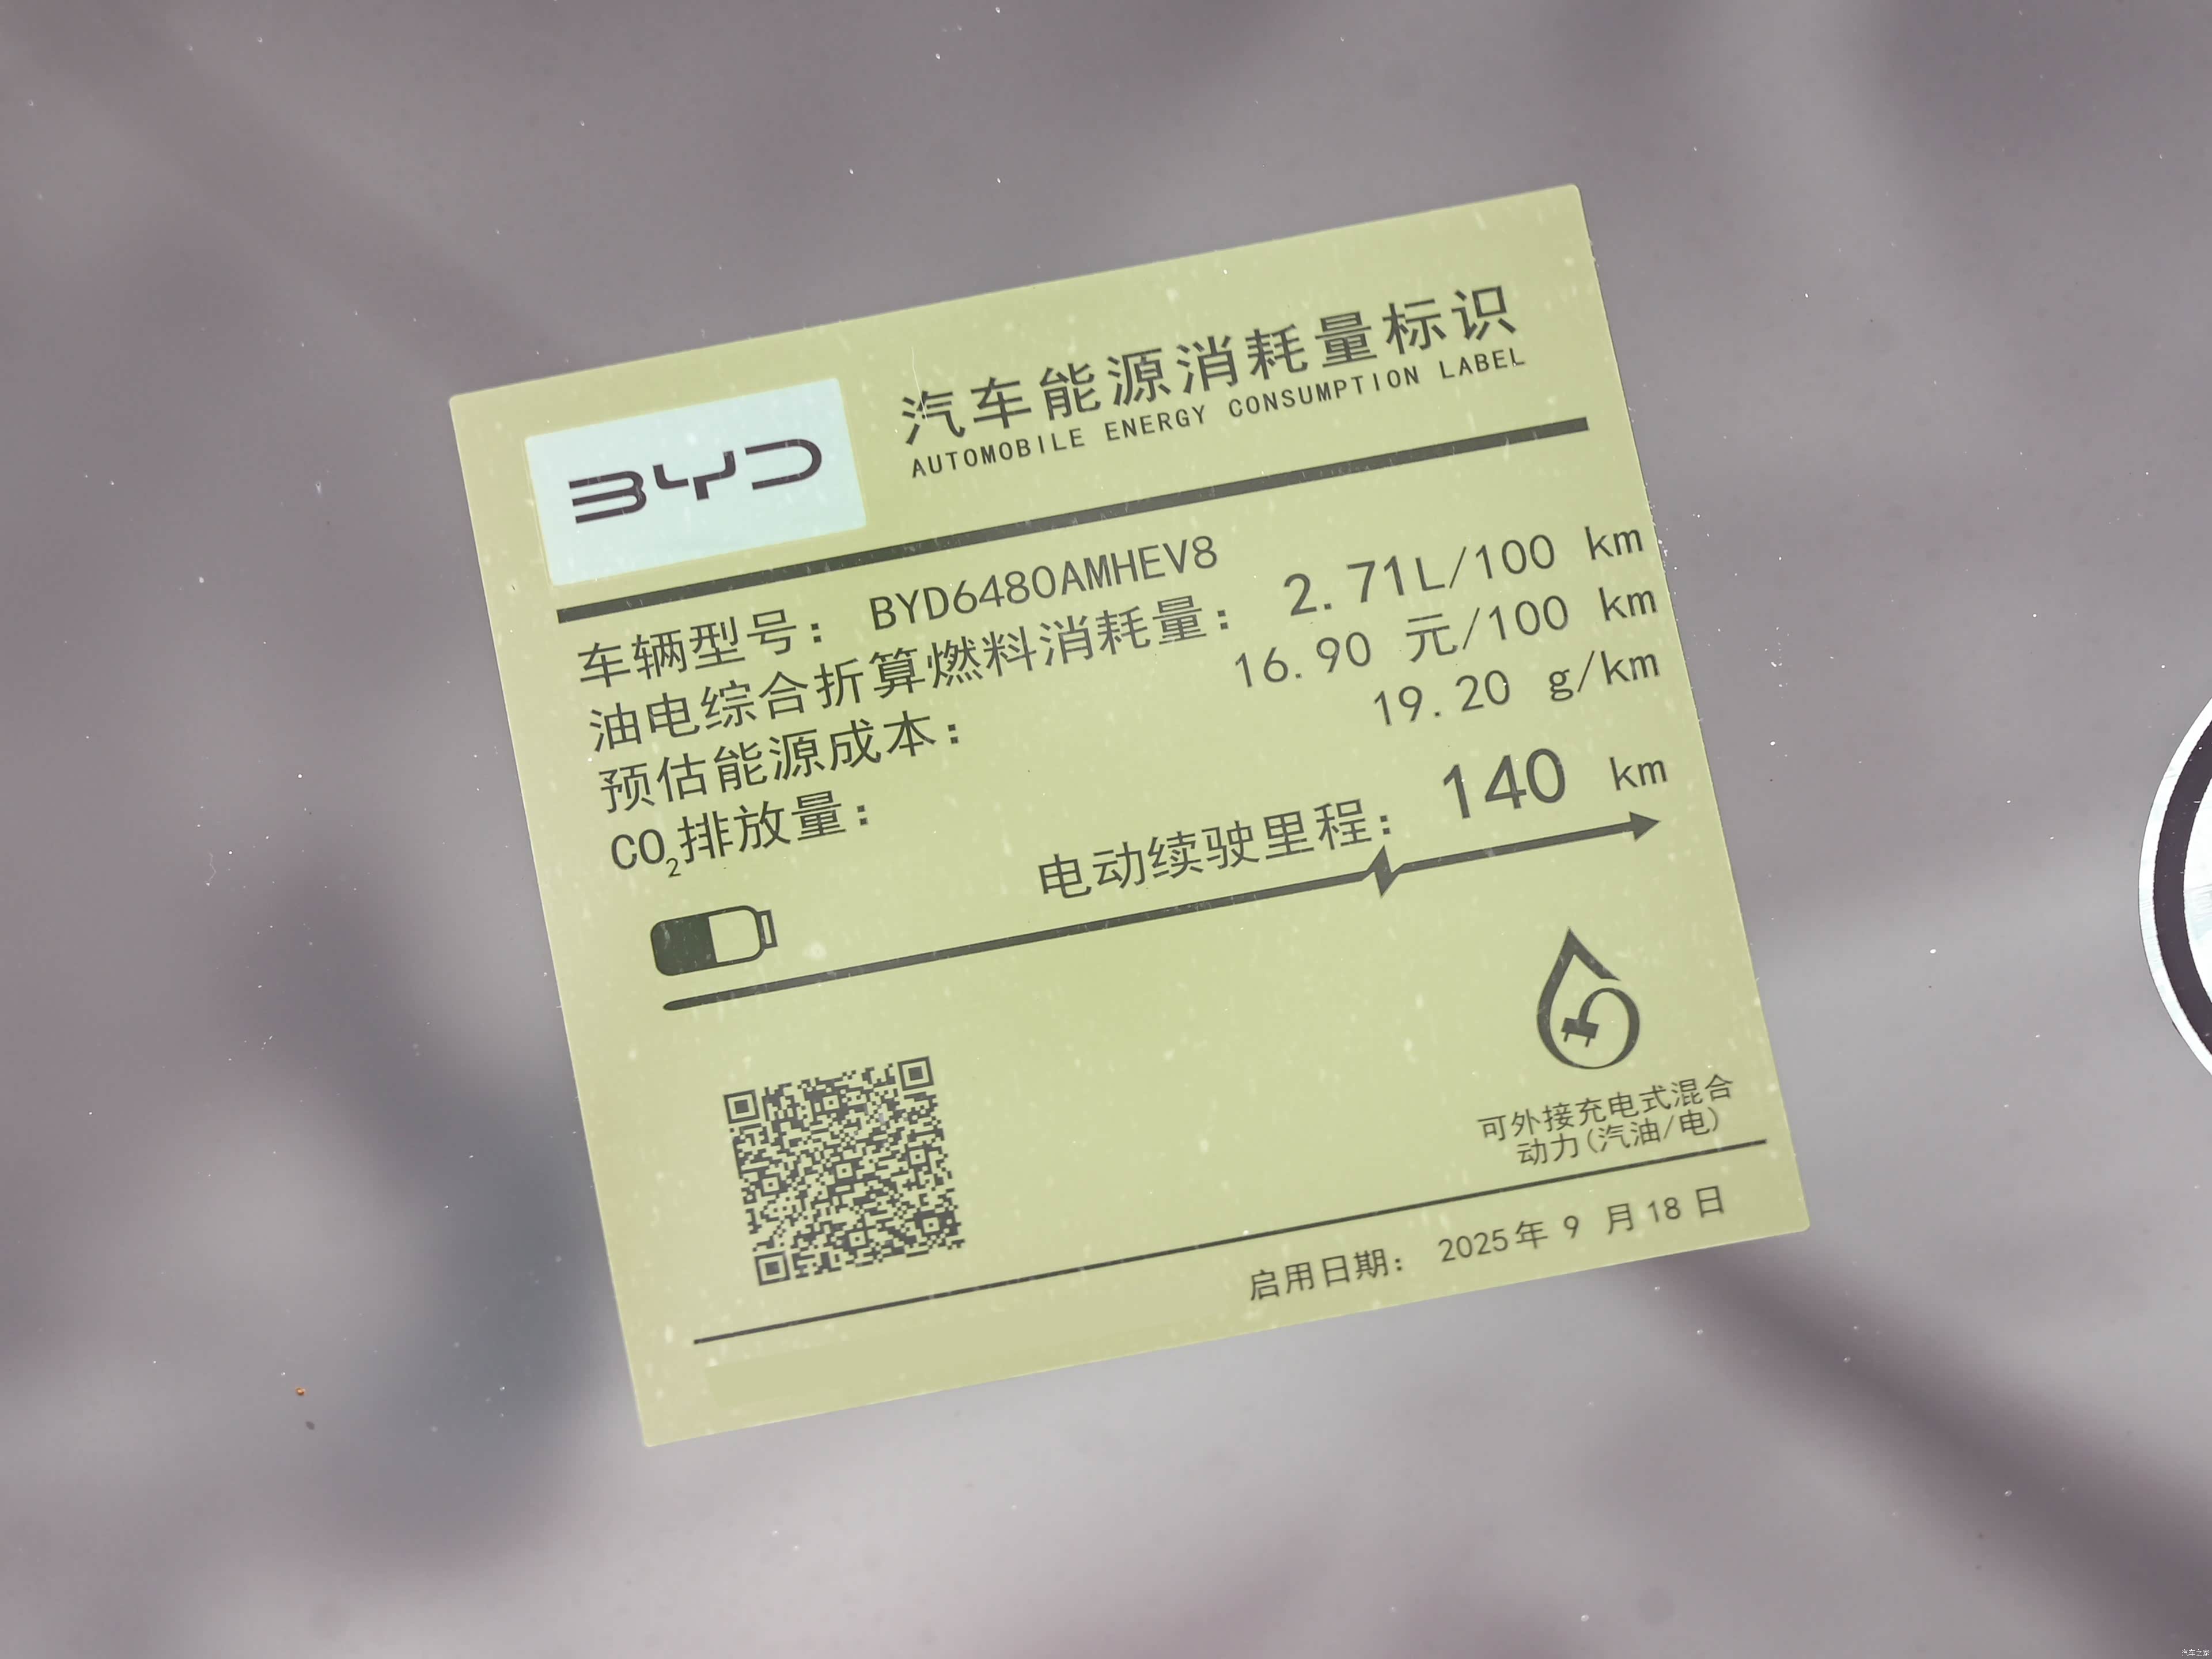 BYD
汽车能源消耗量标识
AUTOMOBILE ENERGY CONSUMPTION LABEL
车辆型号： BYD6480AMHEV8
油电综合折算燃料消耗量： 2.71L/100 km
预估能源成本： 16.90 元/100 km
CO₂排放量： 19.20 g/km
电动续驶里程： 140 km
可外接充电式混合
动力(汽油/电)
启用日期： 2025年 9 月18 日
汽车之家